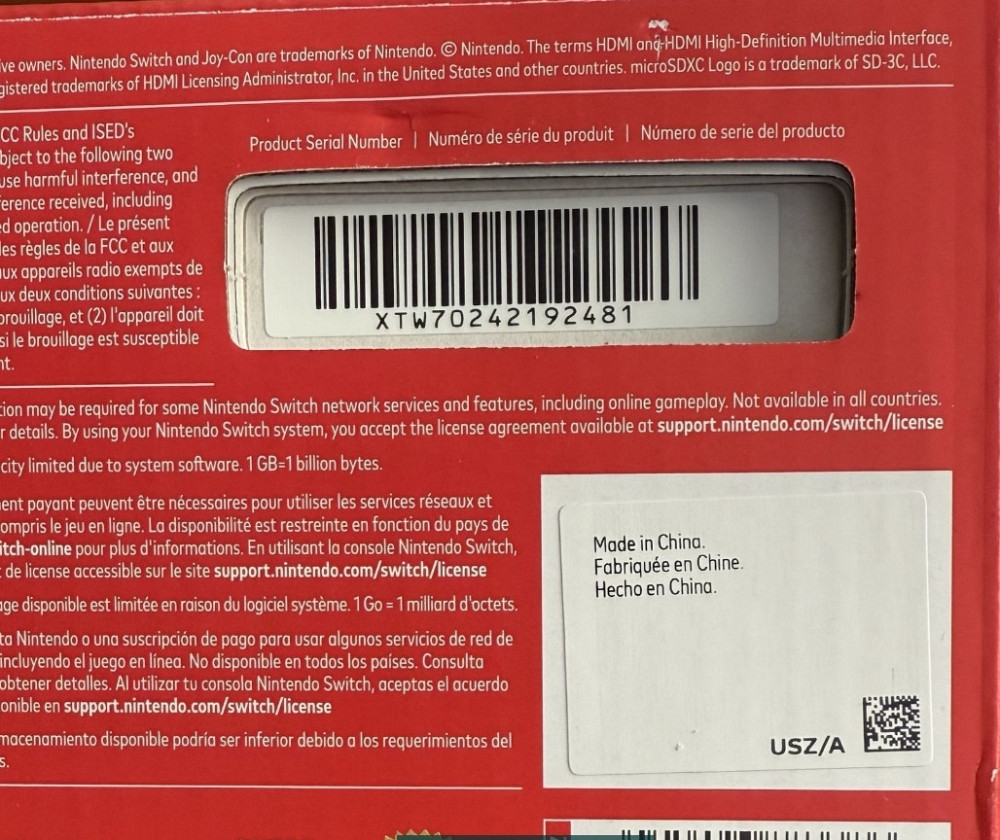 ive owners. Nintendo Switch and Joy-Con are trademarks of Nintendo. © Nintendo. The terms HDMI and HDMI High-Definition Multimedia Interface,
gistered trademarks of HDMI Licensing Administrator, Inc. in the United States and other countries. microSDXC Logo is a trademark of SD-3C, LLC.
CC Rules and ISED's
bject to the following two
use harmful interference, and
ference received, including
ed operation. / Le présent
les règles de la FCC et aux
aux appareils radio exempts de
ux deux conditions suivantes :
brouillage, et (2) l'appareil doit
si le brouillage est susceptible
nt.
Product Serial Number | Numéro de série du produit | Número de serie del producto
XTW70242192481
tion may be required for some Nintendo Switch network services and features, including online gameplay. Not available in all countries.
r details. By using your Nintendo Switch system, you accept the license agreement available at support.nintendo.com/switch/license
city limited due to system software. 1 GB=1 billion bytes.
ent payant peuvent être nécessaires pour utiliser les services réseaux et
ompris le jeu en ligne. La disponibilité est restreinte en fonction du pays de
itch-online pour plus d'informations. En utilisant la console Nintendo Switch,
de license accessible sur le site support.nintendo.com/switch/license
age disponible est limitée en raison du logiciel système. 1 Go = 1 milliard d'octets.
ta Nintendo o una suscripción de pago para usar algunos servicios de red de
incluyendo el juego en línea. No disponible en todos los países. Consulta
obtener detalles. Al utilizar tu consola Nintendo Switch, aceptas el acuerdo
onible en support.nintendo.com/switch/license
macenamiento disponible podría ser inferior debido a los requerimientos del
s.
Made in China.
Fabriquée en Chine.
Hecho en China.
USZ/A